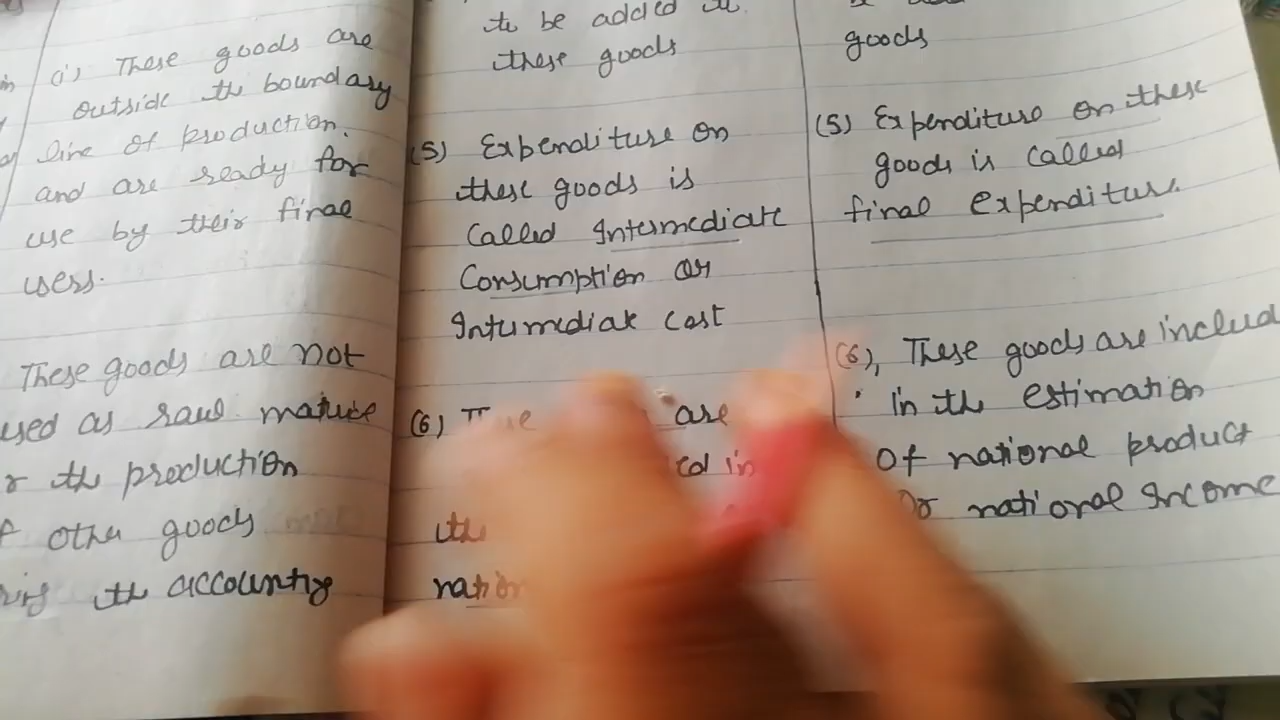 (i) These goods are
outside the boundary
line of production.
and are ready for
use by their final
users.
These goods are not
used as raw
the production
other goods
the accounting
to be added
these goods
(5) Expenditure on
these goods is
called Intermediate
Consumption or
Intermediate cost
(6) are
in
the
goods
(5) Expenditure on these
goods is called
final expenditure.
(6), These goods are
in the estimation
of national product
or national Income